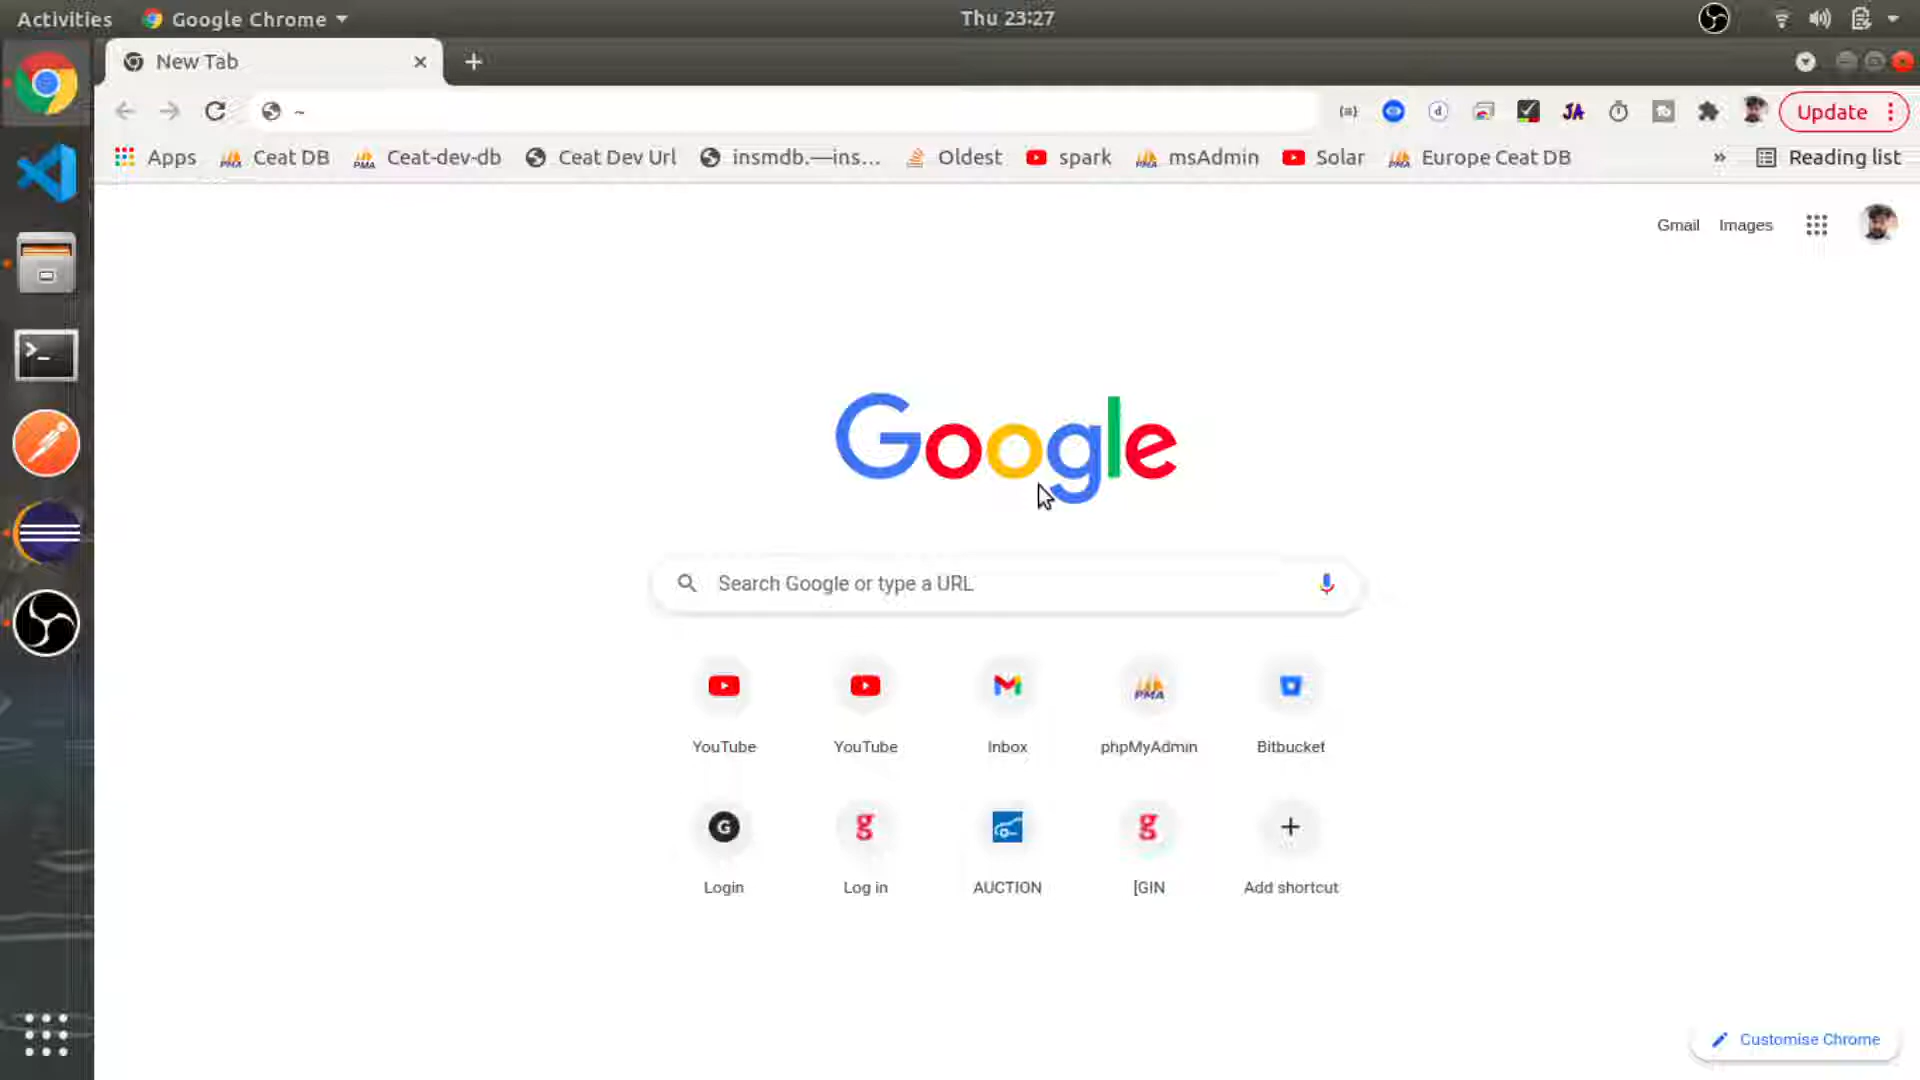 Activities Google Chrome Thu 23:27
New Tab
~ Update
Apps Ceat DB Ceat-dev-db Ceat Dev Url insmdb.—ins... Oldest spark msAdmin Solar Europe Ceat DB » Reading list
Gmail Images
Google
Search Google or type a URL
YouTube YouTube Inbox phpMyAdmin Bitbucket
Login Log in AUCTION [GIN Add shortcut
Customise Chrome